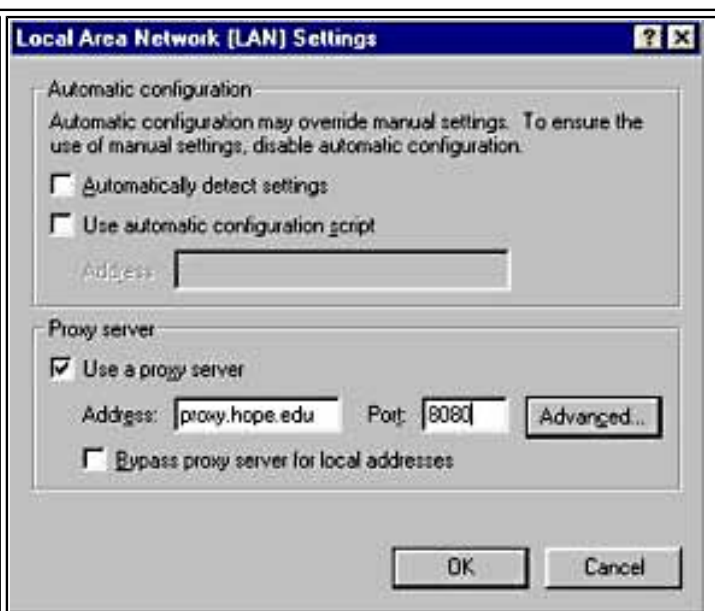 Local Area Network (LAN) Settings
Automatic configuration
Automatic configuration may override manual settings. To ensure the
use of manual settings, disable automatic configuration.
Automatically detect settings
Use automatic configuration script
Address
Proxy server
Use a proxy server
Address: proxy.hope.edu Port: 8080 Advanced...
Bypass proxy server for local addresses
OK Cancel